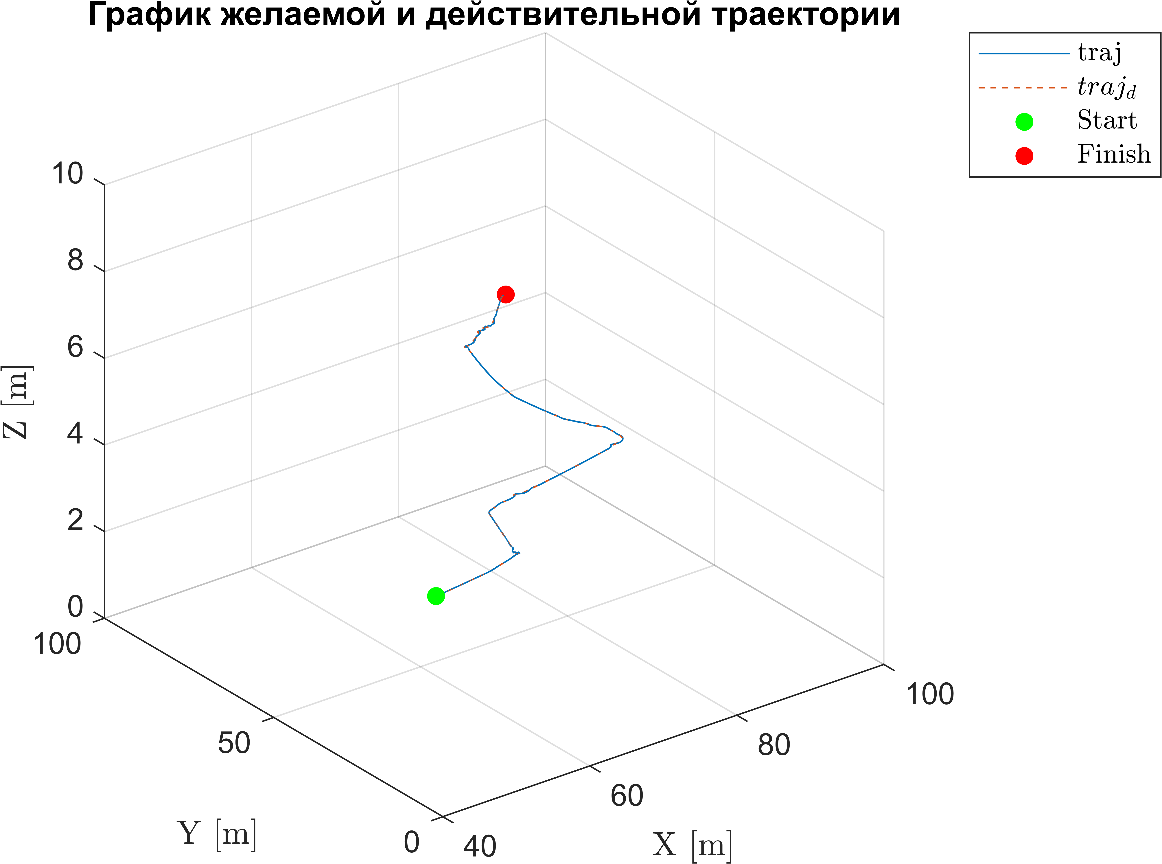 График желаемой и действительной траектории
traj
traj_d
Start
Finish
10
8
6
4
2
0
Z [m]
100
50
0
Y [m]
40
60
80
100
X [m]